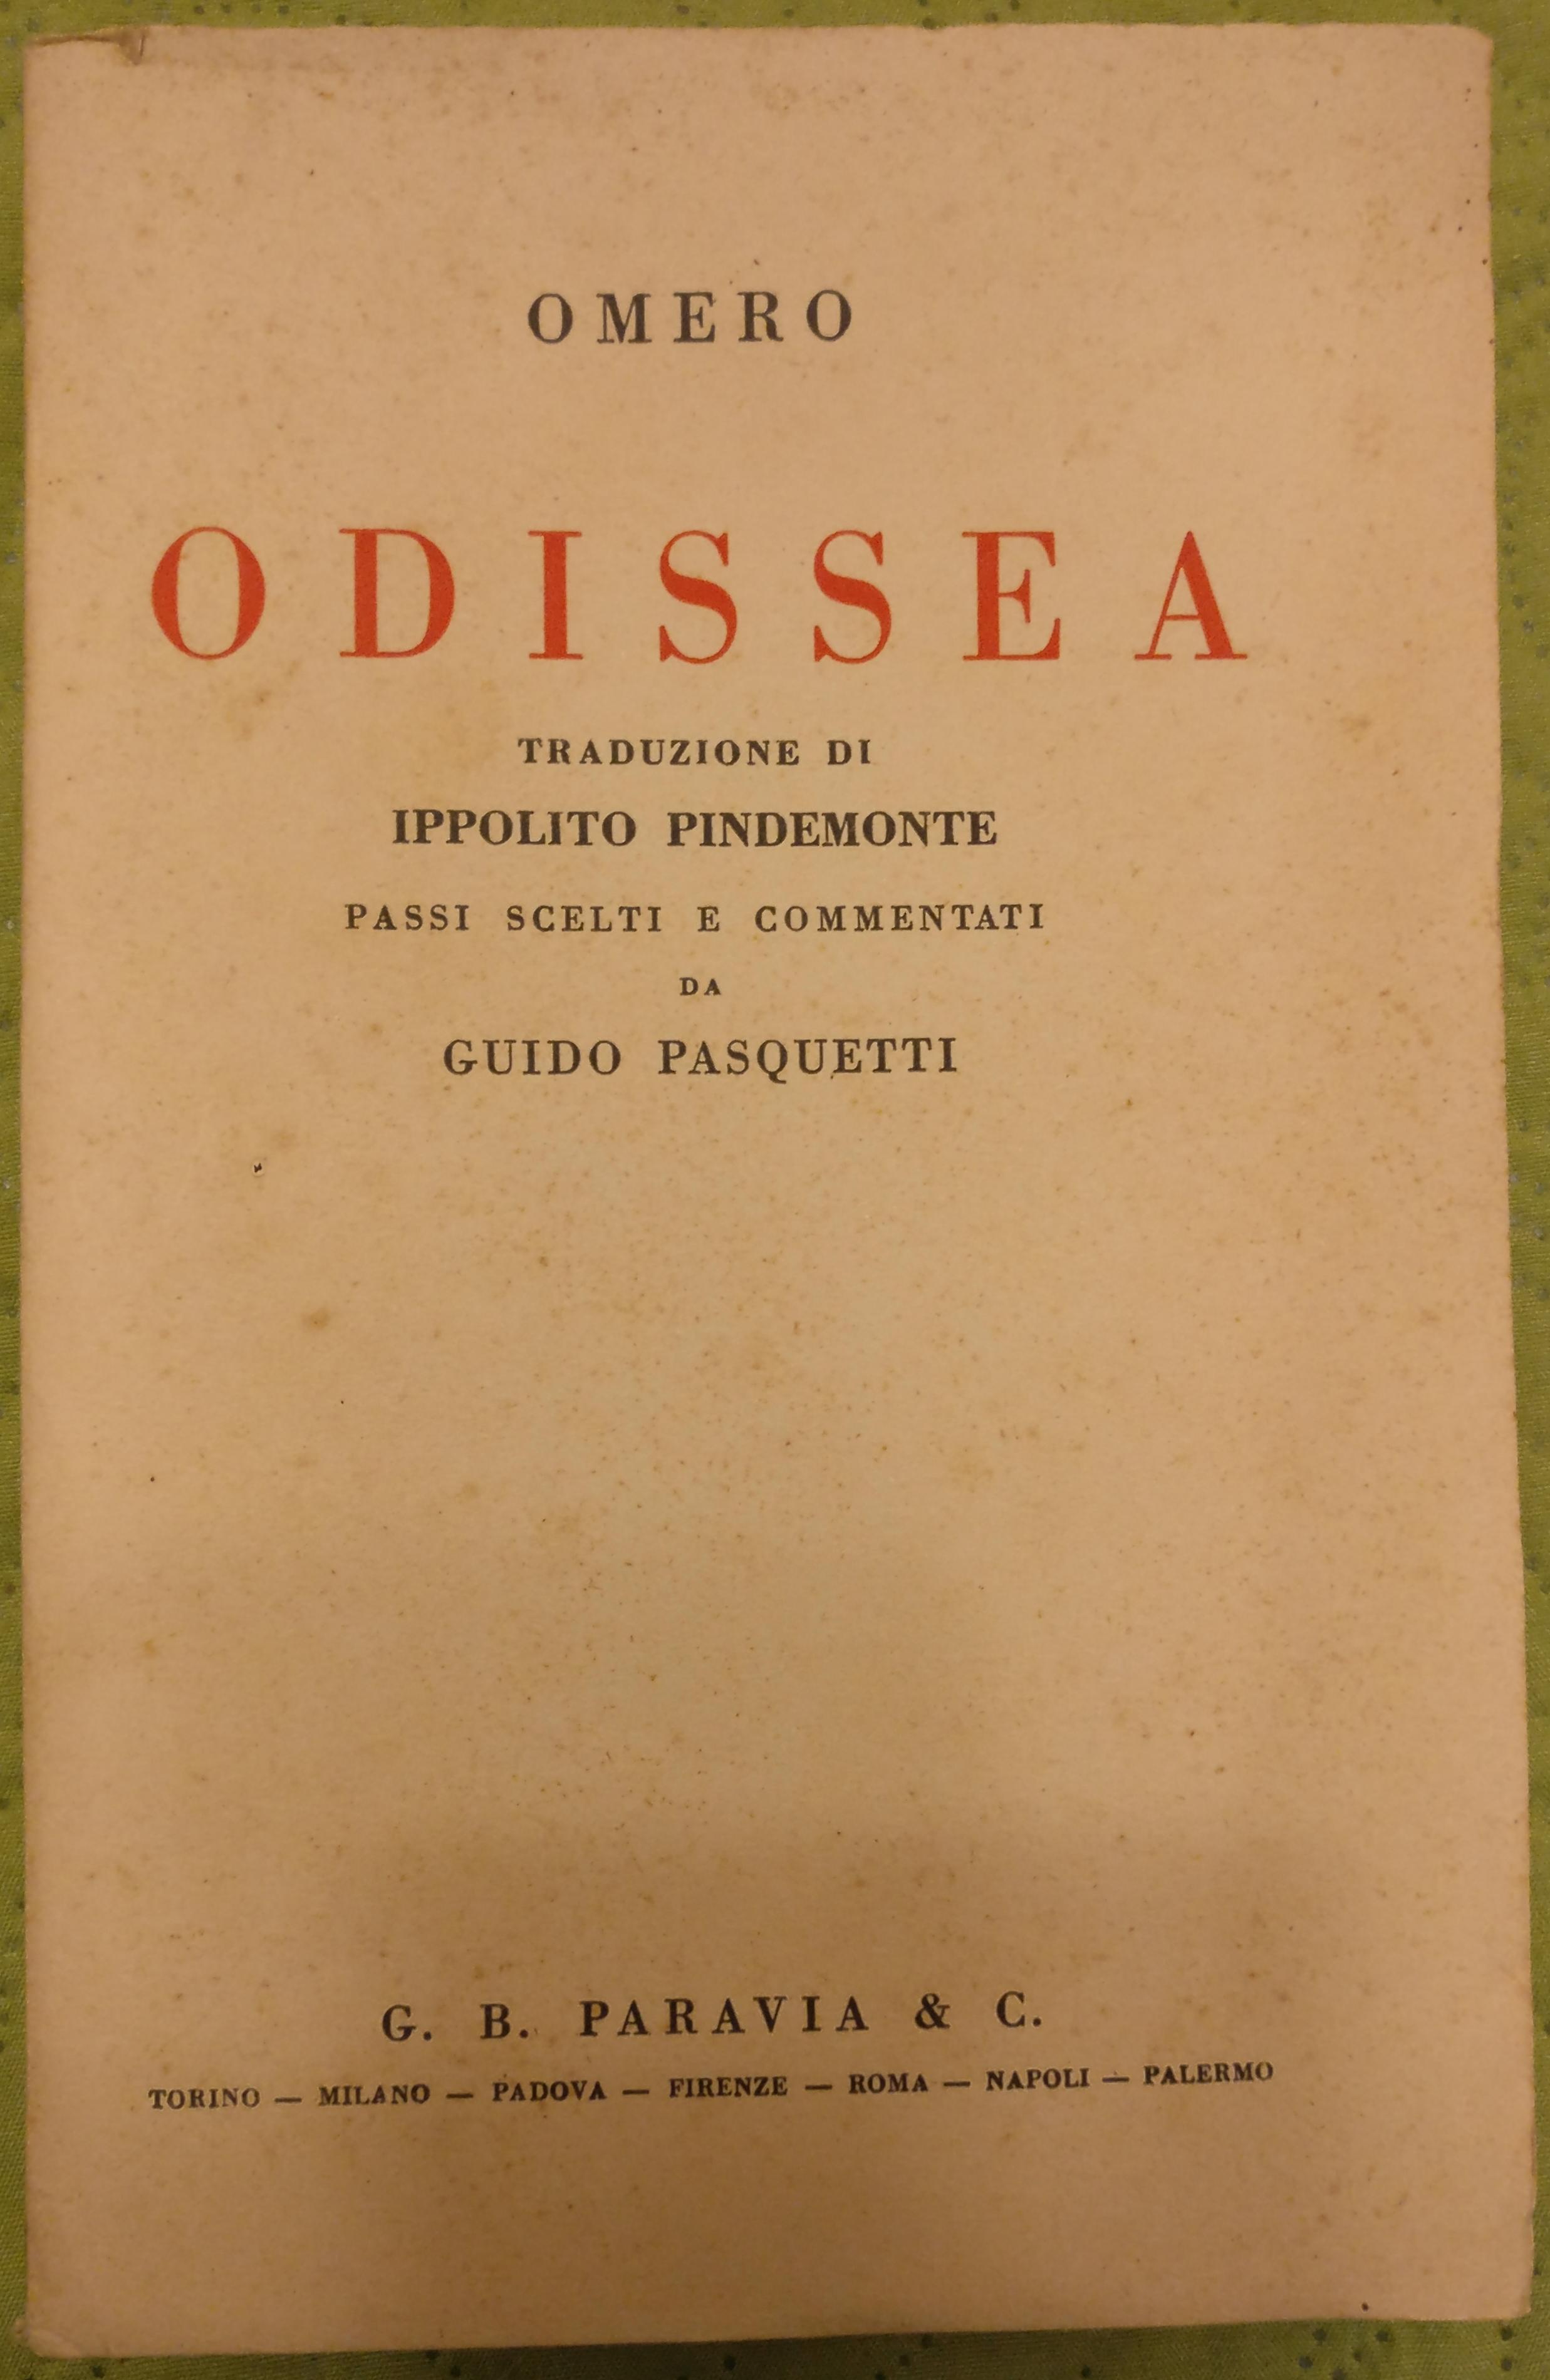 OMERO
ODISSEA
TRADUZIONE DI
IPPOLITO PINDEMONTE
PASSI SCELTI E COMMENTATI
DA
GUIDO PASQUETTI
G. B. PARAVIA & C.
TORINO — MILANO — PADOVA — FIRENZE — ROMA — NAPOLI — PALERMO